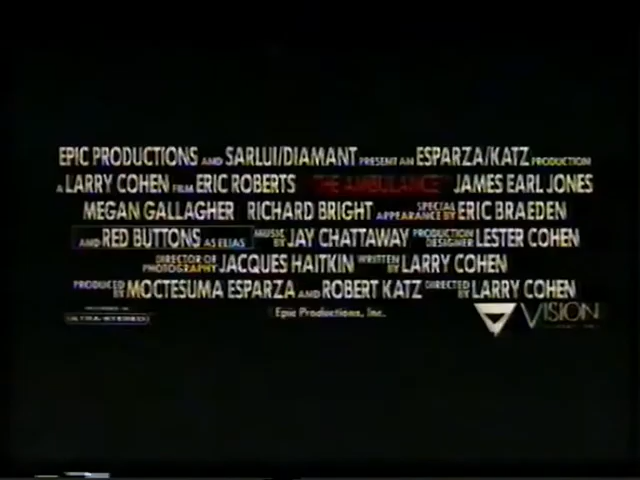 EPIC PRODUCTIONS AND SARLUI/DIAMANT PRESENT AN ESPARZA/KATZ PRODUCTION
A LARRY COHEN FILM ERIC ROBERTS "THE AMBULANCE" JAMES EARL JONES
MEGAN GALLAGHER RICHARD BRIGHT SPECIAL APPEARANCE BY ERIC BRAEDEN
AND RED BUTTONS AS ELIAS MUSIC BY JAY CHATTAWAY PRODUCTION DESIGNER LESTER COHEN
DIRECTOR OF PHOTOGRAPHY JACQUES HAITKIN WRITTEN BY LARRY COHEN
PRODUCED BY MOCTESUMA ESPARZA AND ROBERT KATZ DIRECTED BY LARRY COHEN
ULTRA-STEREO Epic Productions, Inc. VISION